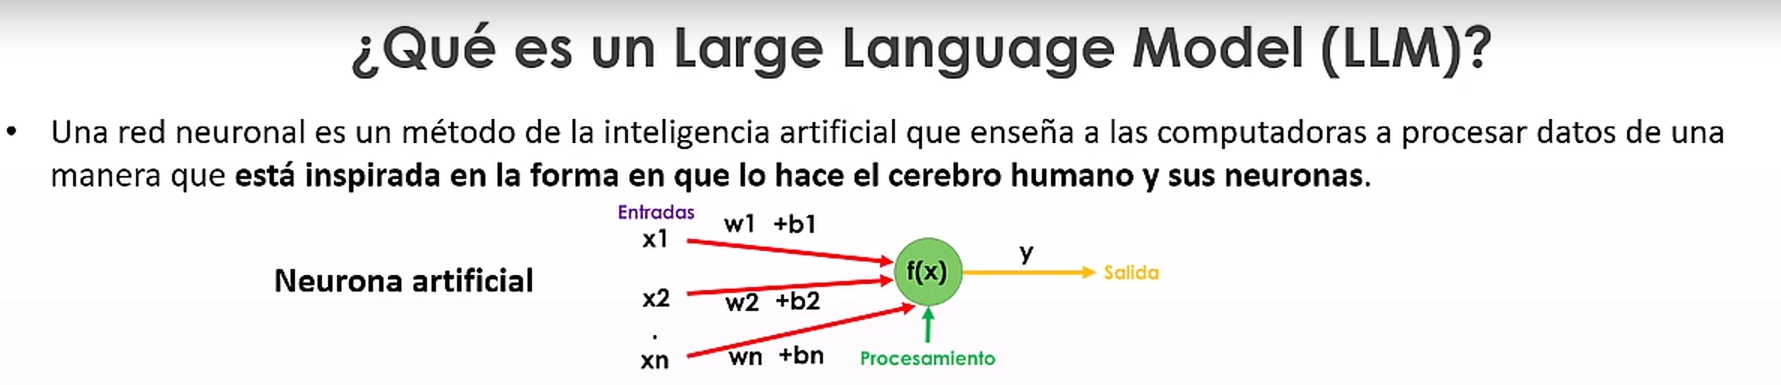 ¿Qué es un Large Language Model (LLM)?
• Una red neuronal es un método de la inteligencia artificial que enseña a las computadoras a procesar datos de una
manera que está inspirada en la forma en que lo hace el cerebro humano y sus neuronas.
Entradas
w1 +b1
x1
y
f(x)
Salida
Neurona artificial
x2
w2 +b2
.
xn
wn +bn
Procesamiento